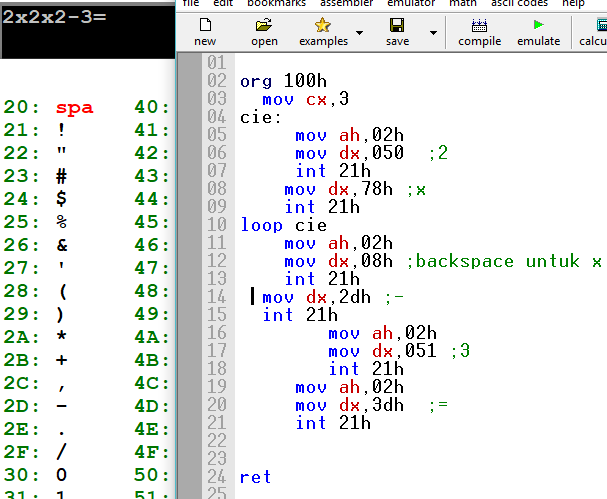 2x2x2-3=
20: spa 40:
21: ! 41:
22: " 42:
23: # 43:
24: $ 44:
25: % 45:
26: & 46:
27: ' 47:
28: ( 48:
29: ) 49:
2A: * 4A:
2B: + 4B:
2C: , 4C:
2D: - 4D:
2E: . 4E:
2F: / 4F:
30: 0 50:
31: 1 51:
file edit bookmarks assembler emulator math ascii codes help
new open examples save compile emulate calcu
01
02 org 100h
03 mov cx,3
04 cie:
05 mov ah,02h
06 mov dx,050 ;2
07 int 21h
08 mov dx,78h ;x
09 int 21h
10 loop cie
11 mov ah,02h
12 mov dx,08h ;backspace untuk x
13 int 21h
14 mov dx,2dh ;-
15 int 21h
16 mov ah,02h
17 mov dx,051 ;3
18 int 21h
19 mov ah,02h
20 mov dx,3dh ;=
21 int 21h
22
23
24 ret
25